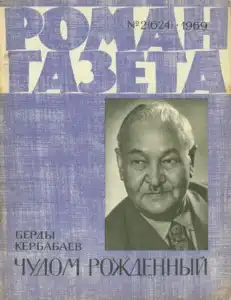 РОМАН
ГАЗЕТА
№2(624)·1969
БЕРДЫ
КЕРБАБАЕВ
ЧУДОМ РОЖДЕННЫЙ